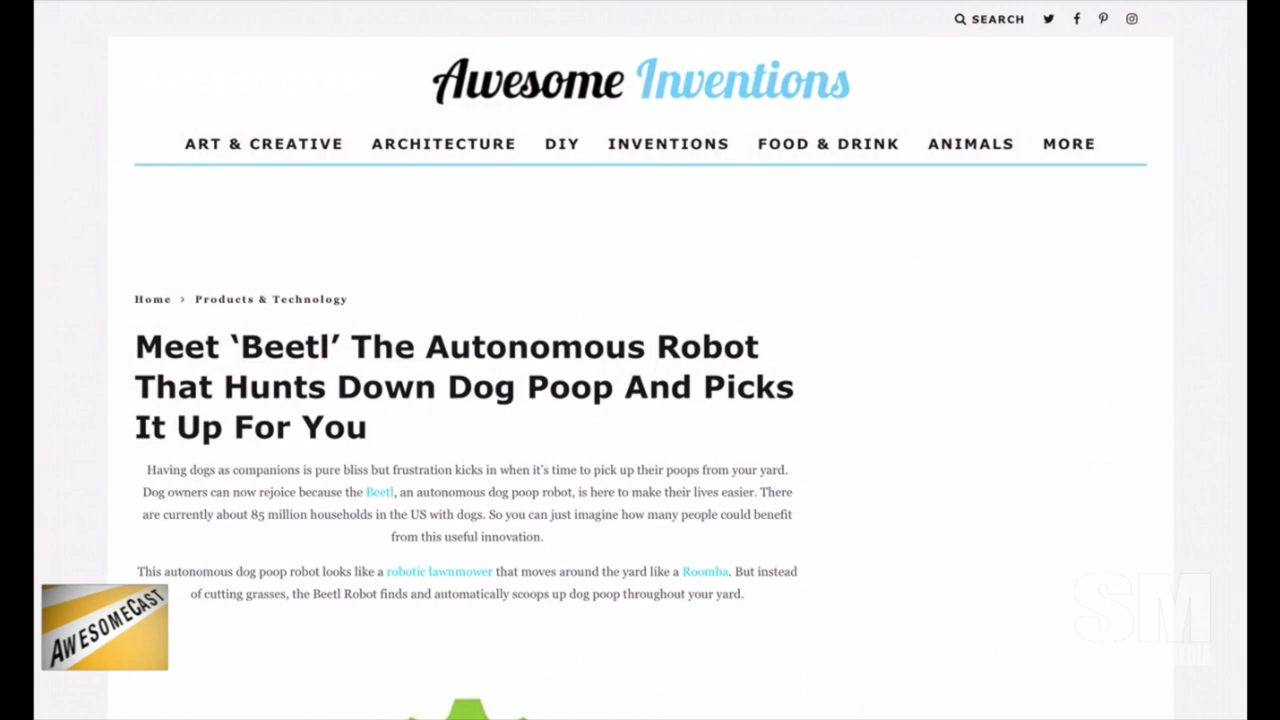 SEARCH
Awesome Inventions
ART & CREATIVE ARCHITECTURE DIY INVENTIONS FOOD & DRINK ANIMALS MORE
Home > Products & Technology
Meet ‘Beetl’ The Autonomous Robot
That Hunts Down Dog Poop And Picks
It Up For You
Having dogs as companions is pure bliss but frustration kicks in when it’s time to pick up their poops from your yard.
Dog owners can now rejoice because the Beetl, an autonomous dog poop robot, is here to make their lives easier. There
are currently about 85 million households in the US with dogs. So you can just imagine how many people could benefit
from this useful innovation.
This autonomous dog poop robot looks like a robotic lawnmower that moves around the yard like a Roomba. But instead
of cutting grasses, the Beetl Robot finds and automatically scoops up dog poop throughout your yard.
AWESOMECAST
SM